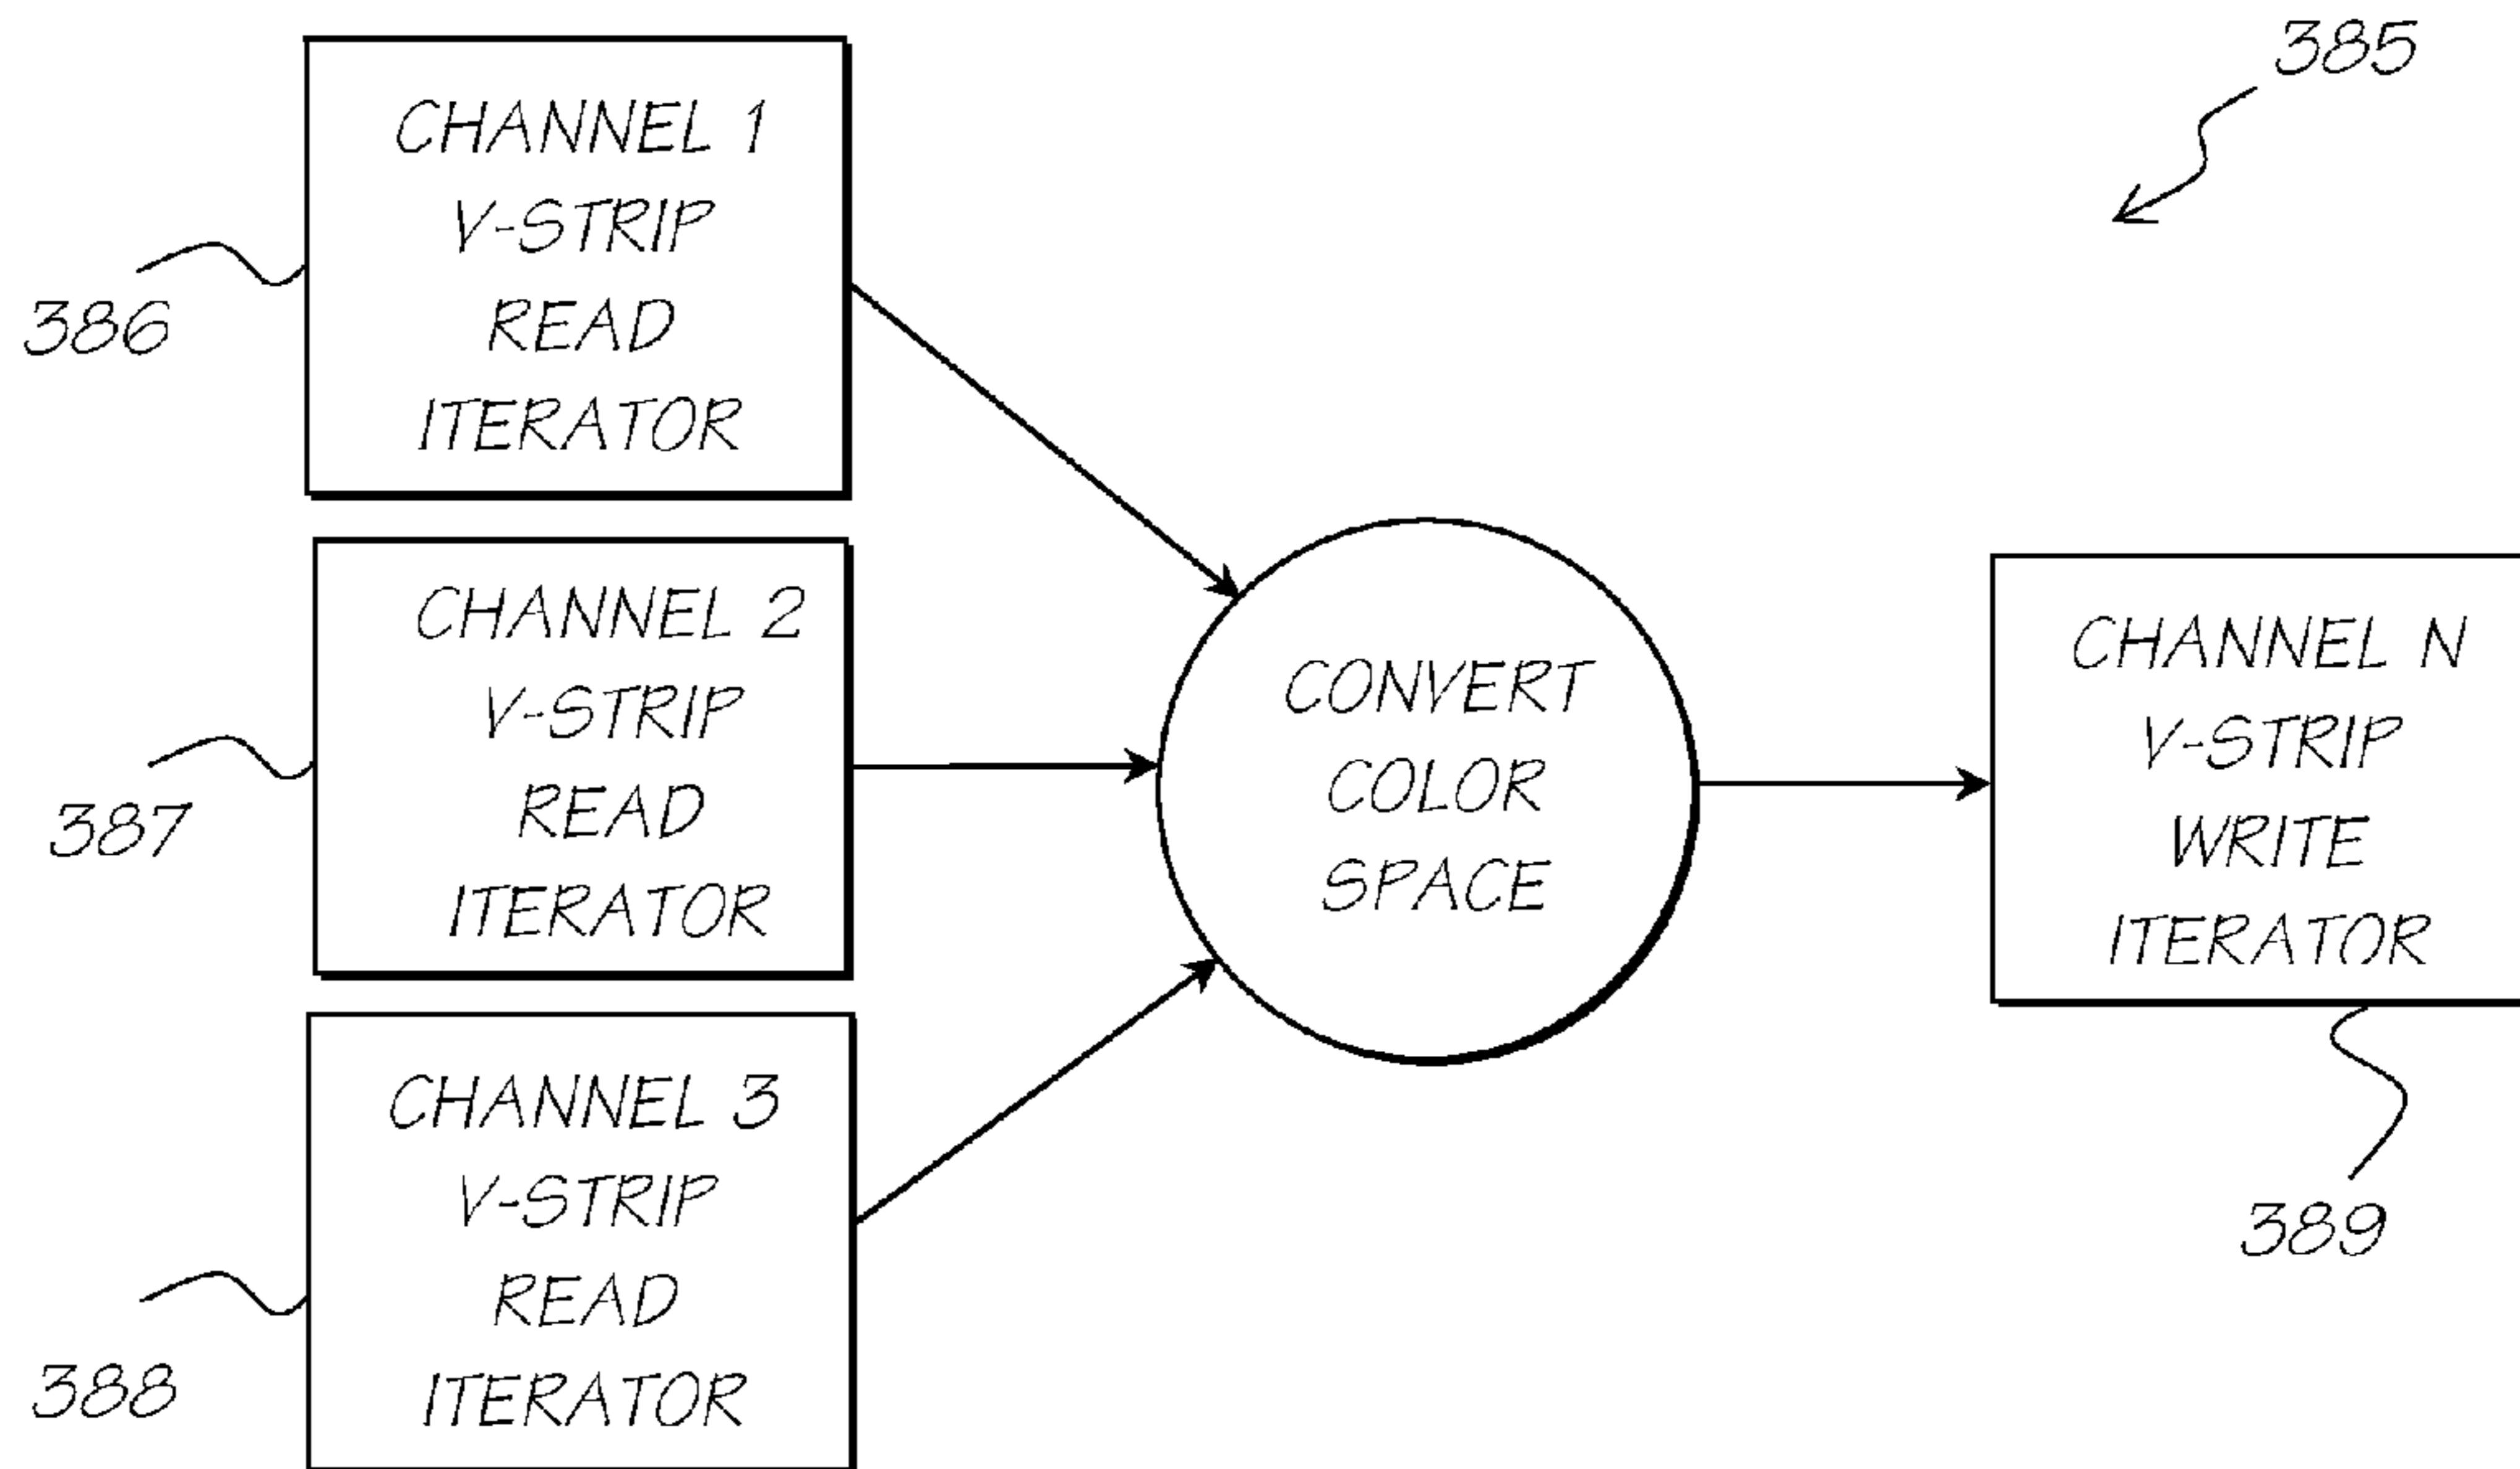 385
CHANNEL 1
V-STRIP
READ
ITERATOR
386
CHANNEL 2
V-STRIP
READ
ITERATOR
387
CHANNEL 3
V-STRIP
READ
ITERATOR
388
CONVERT
COLOR
SPACE
CHANNEL N
V-STRIP
WRITE
ITERATOR
389